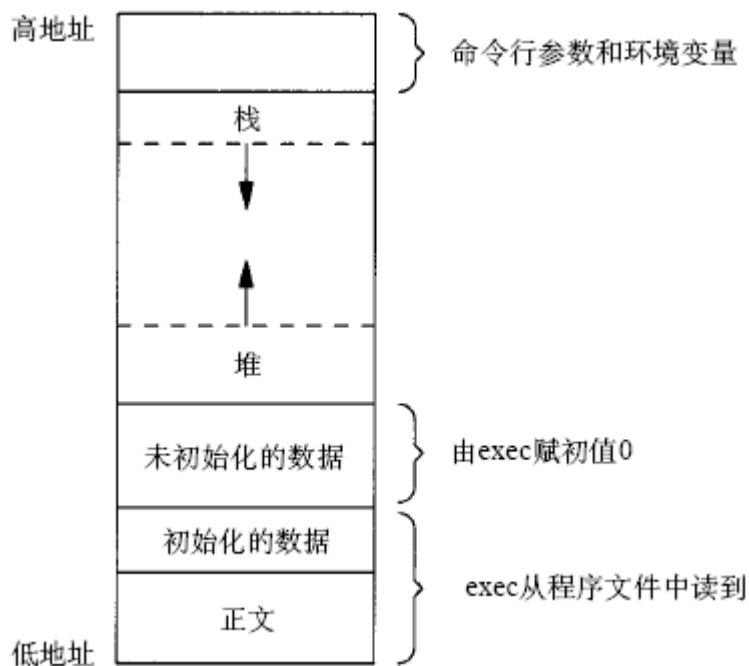 高地址
命令行参数和环境变量
栈
堆
未初始化的数据
由exec赋初值0
初始化的数据
exec从程序文件中读到
正文
低地址